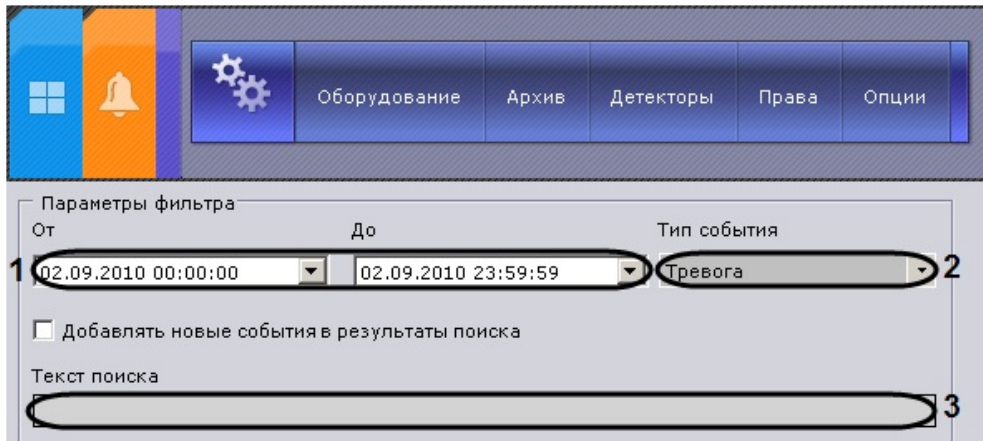 Оборудование Архив Детекторы Права Опции
Параметры фильтра
От До Тип события
1 02.09.2010 00:00:00 02.09.2010 23:59:59 Тревога 2
Добавлять новые события в результаты поиска
Текст поиска
3